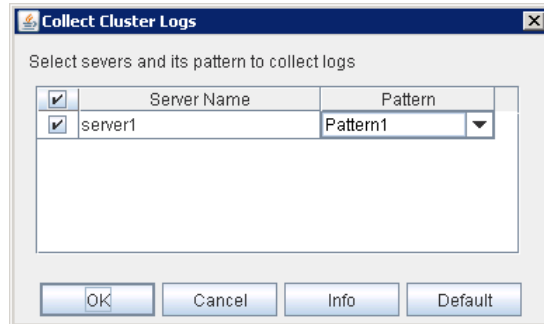 Collect Cluster Logs
Select severs and its pattern to collect logs
Server Name Pattern
server1 Pattern1
OK Cancel Info Default